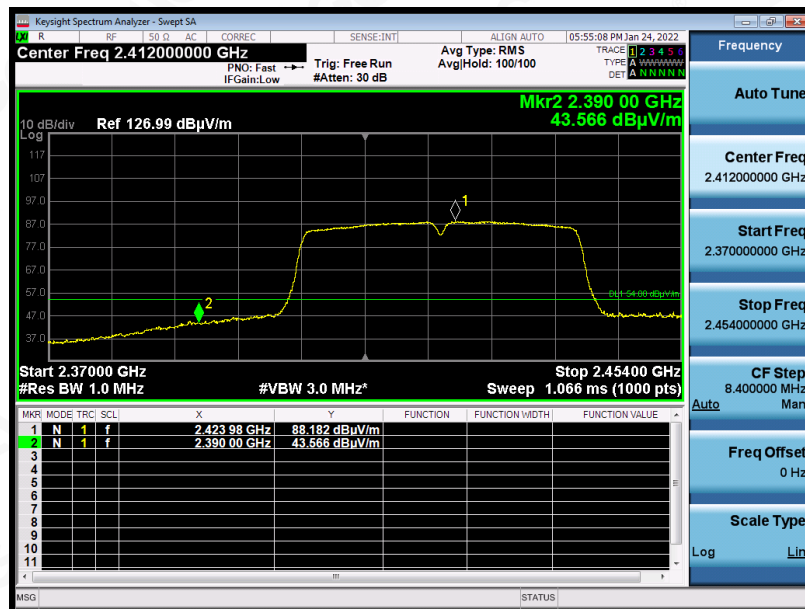 Keysight Spectrum Analyzer - Swept SA
LXI R RF 50 Ω AC CORREC SENSE:INT ALIGN AUTO 05:55:08 PM Jan 24, 2022
Center Freq 2.412000000 GHz
PNO: Fast
IFGain:Low
Trig: Free Run
#Atten: 30 dB
Avg Type: RMS
Avg|Hold: 100/100
TRACE 1 2 3 4 5 6
TYPE A WWWWW
DET A N N N N N
Mkr2 2.390 00 GHz
43.566 dBµV/m
10 dB/div Ref 126.99 dBµV/m
Log
117
107
97.0
87.0
77.0
67.0
57.0
47.0
37.0
1
2
DL1 54.00 dBµV/m
Start 2.37000 GHz Stop 2.45400 GHz
#Res BW 1.0 MHz #VBW 3.0 MHz* Sweep 1.066 ms (1000 pts)
MKR MODE TRC SCL X Y FUNCTION FUNCTION WIDTH FUNCTION VALUE
1 N 1 f 2.423 98 GHz 88.182 dBµV/m
2 N 1 f 2.390 00 GHz 43.566 dBµV/m
3
4
5
6
7
8
9
10
11
MSG STATUS
Frequency
Auto Tune
Center Freq
2.412000000 GHz
Start Freq
2.370000000 GHz
Stop Freq
2.454000000 GHz
CF Step
8.400000 MHz
Auto Man
Freq Offset
0 Hz
Scale Type
Log Lin